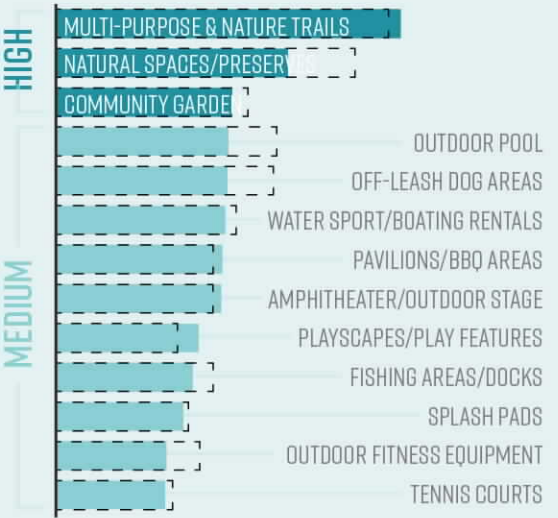 HIGH
MULTI-PURPOSE & NATURE TRAILS
NATURAL SPACES/PRESERVES
COMMUNITY GARDEN
MEDIUM
OUTDOOR POOL
OFF-LEASH DOG AREAS
WATER SPORT/BOATING RENTALS
PAVILIONS/BBQ AREAS
AMPHITHEATER/OUTDOOR STAGE
PLAYSCAPES/PLAY FEATURES
FISHING AREAS/DOCKS
SPLASH PADS
OUTDOOR FITNESS EQUIPMENT
TENNIS COURTS